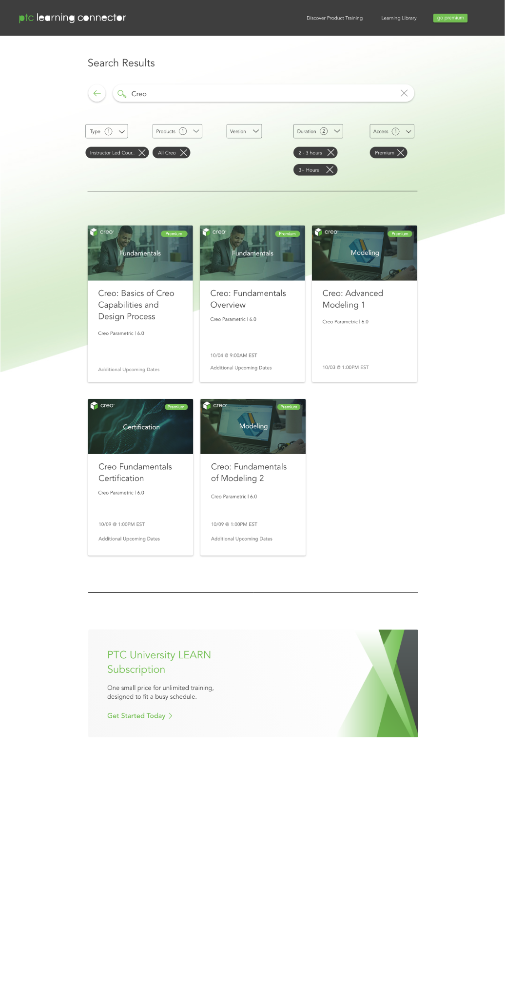 ptc learning connector
Discover Product Training
Learning Library
go premium
Search Results
Creo
Type 1
Products 1
Version
Duration 2
Access 1
Instructor Led Cour..
All Creo
2 - 3 hours
Premium
3+ Hours
creo
Premium
Fundamentals
Creo: Basics of Creo
Capabilities and
Design Process
Creo Parametric | 6.0
Additional Upcoming Dates
creo
Premium
Fundamentals
Creo: Fundamentals
Overview
Creo Parametric | 6.0
10/04 @ 9:00AM EST
Additional Upcoming Dates
creo
Premium
Modeling
Creo: Advanced
Modeling 1
Creo Parametric | 6.0
10/03 @ 1:00PM EST
creo
Premium
Certification
Creo Fundamentals
Certification
Creo Parametric | 6.0
10/09 @ 1:00PM EST
Additional Upcoming Dates
creo
Premium
Modeling
Creo: Fundamentals
of Modeling 2
Creo Parametric | 6.0
10/09 @ 1:00PM EST
Additional Upcoming Dates
PTC University LEARN
Subscription
One small price for unlimited training,
designed to fit a busy schedule.
Get Started Today